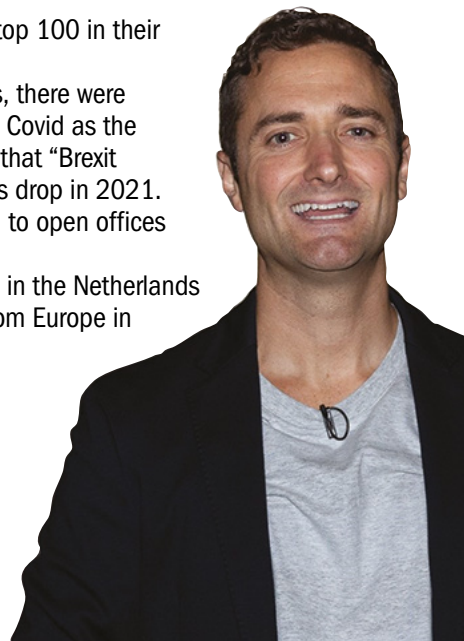 top 100 in their
s, there were
Covid as the
that “Brexit
s drop in 2021.
to open offices
in the Netherlands
om Europe in